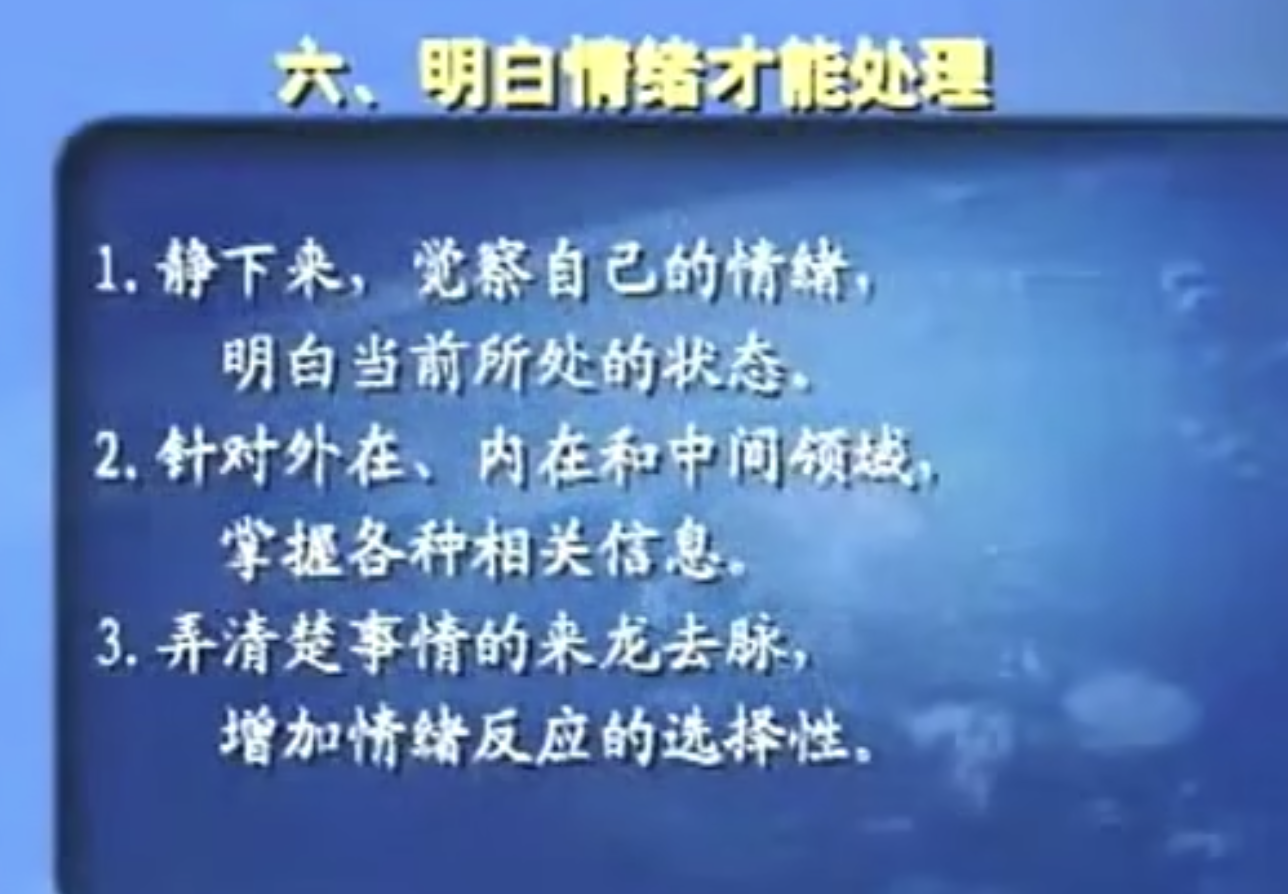 六、明白情绪才能处理
1.静下来，觉察自己的情绪，
明白当前所处的状态。
2.针对外在、内在和中间领域，
掌握各种相关信息。
3.弄清楚事情的来龙去脉，
增加情绪反应的选择性。